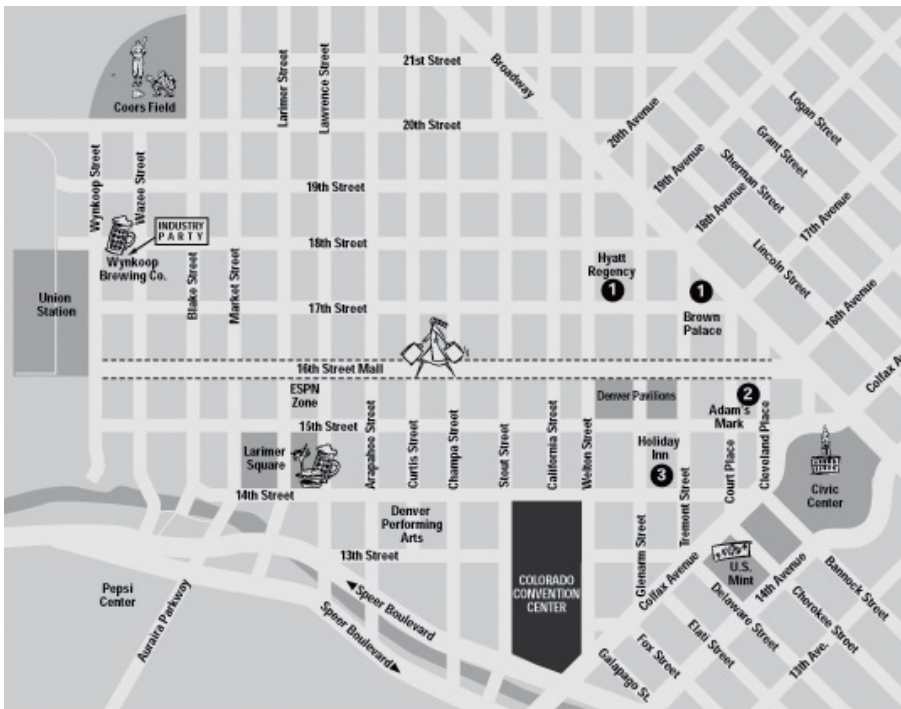 21st Street
Broadway
Larimer Street
Lawrence Street
Coors Field
20th Street
20th Avenue
Logan Street
Grant Street
Sherman Street
19th Avenue
18th Avenue
17th Avenue
Wynkoop Street
Wazee Street
19th Street
INDUSTRY
PARTY
18th Street
Wynkoop
Brewing Co.
Lincoln Street
Hyatt
Regency
1
1
Brown
Palace
16th Avenue
Union
Station
Blake Street
Market Street
17th Street
Colfax A
16th Street Mall
ESPN
Zone
Denver Pavilions
2
Adam's
Mark
15th Street
Arapahoe Street
Curtis Street
Champa Street
Stout Street
California Street
Welton Street
Holiday
Inn
3
Tremont Street
Court Place
Cleveland Place
Larimer
Square
Civic
Center
14th Street
Denver
Performing
Arts
13th Street
Glenarm Street
Colfax Avenue
U.S.
Mint
14th Avenue
Bannock Street
Cherokee Street
Delaware Street
13th Ave.
Elati Street
Fox Street
Galapago St.
COLORADO
CONVENTION
CENTER
Pepsi
Center
Auraira Parkway
Speer Boulevard
Speer Boulevard